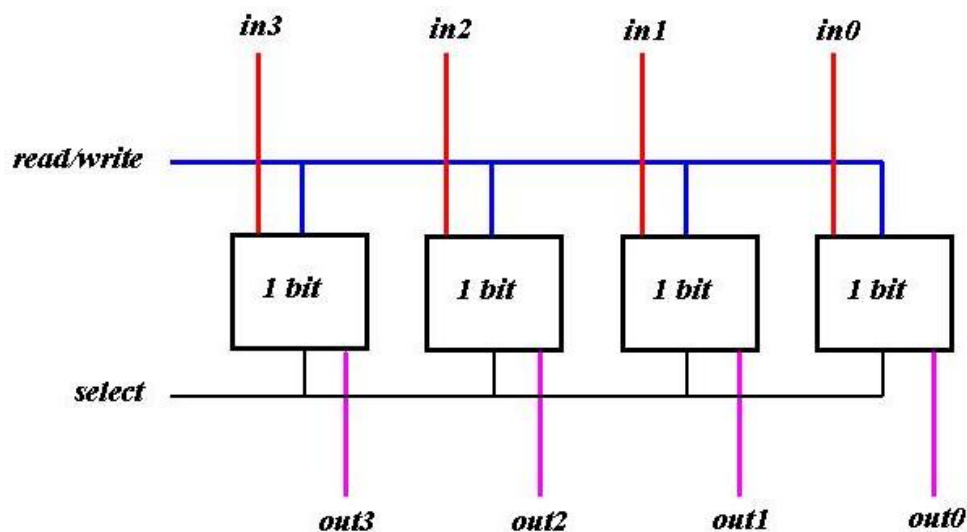 in3 in2 in1 in0
read/write
1 bit 1 bit 1 bit 1 bit
select
out3 out2 out1 out0